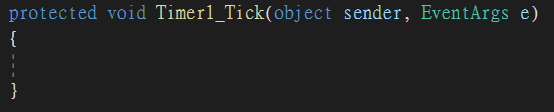 protected void Timer1_Tick(object sender, EventArgs e)
{
}